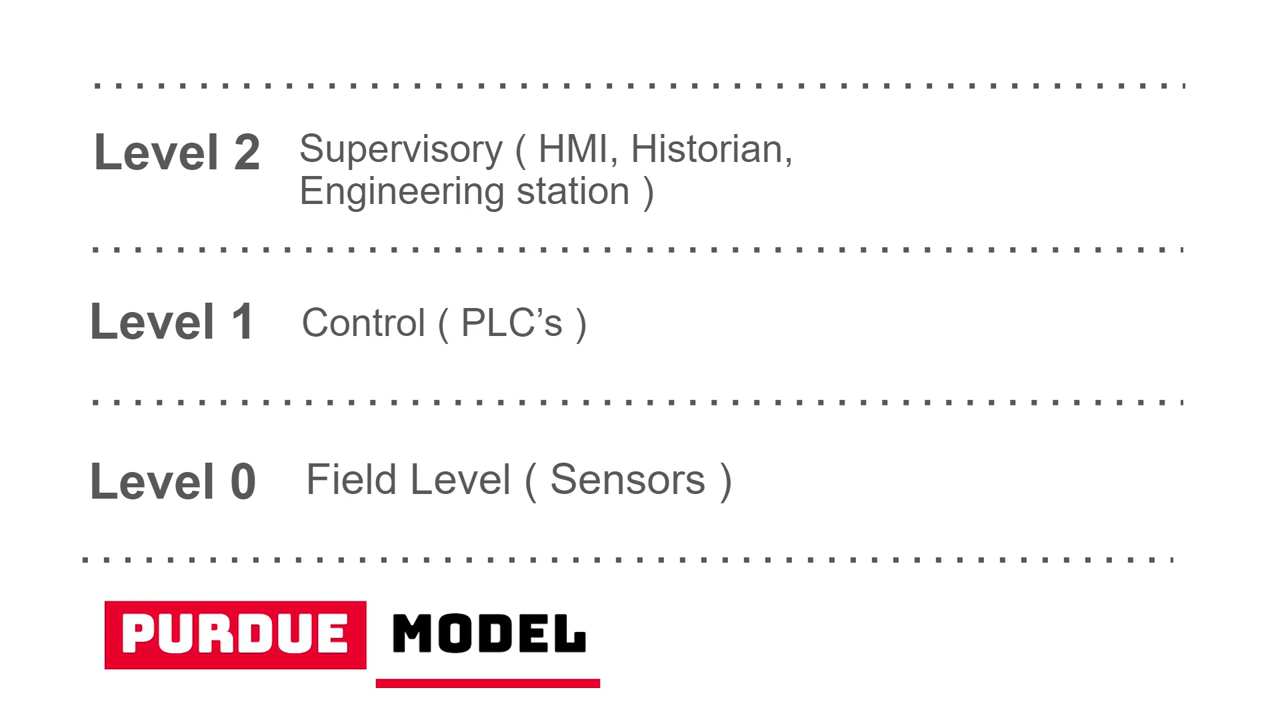 Level 2 Supervisory ( HMI, Historian,
Engineering station )
Level 1 Control ( PLC’s )
Level 0 Field Level ( Sensors )
PURDUE MODEL